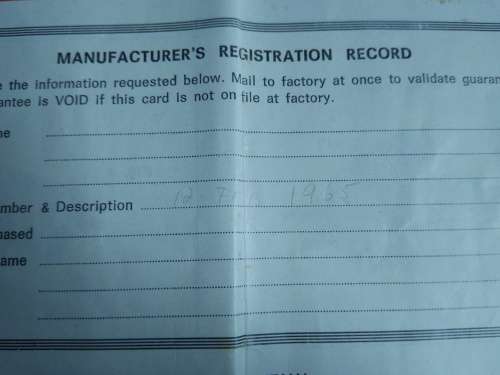 MANUFACTURER'S REGISTRATION RECORD
e the information requested below. Mail to factory at once to validate guaran
antee is VOID if this card is not on file at factory.
me
mber & Description 1965
hased
ame